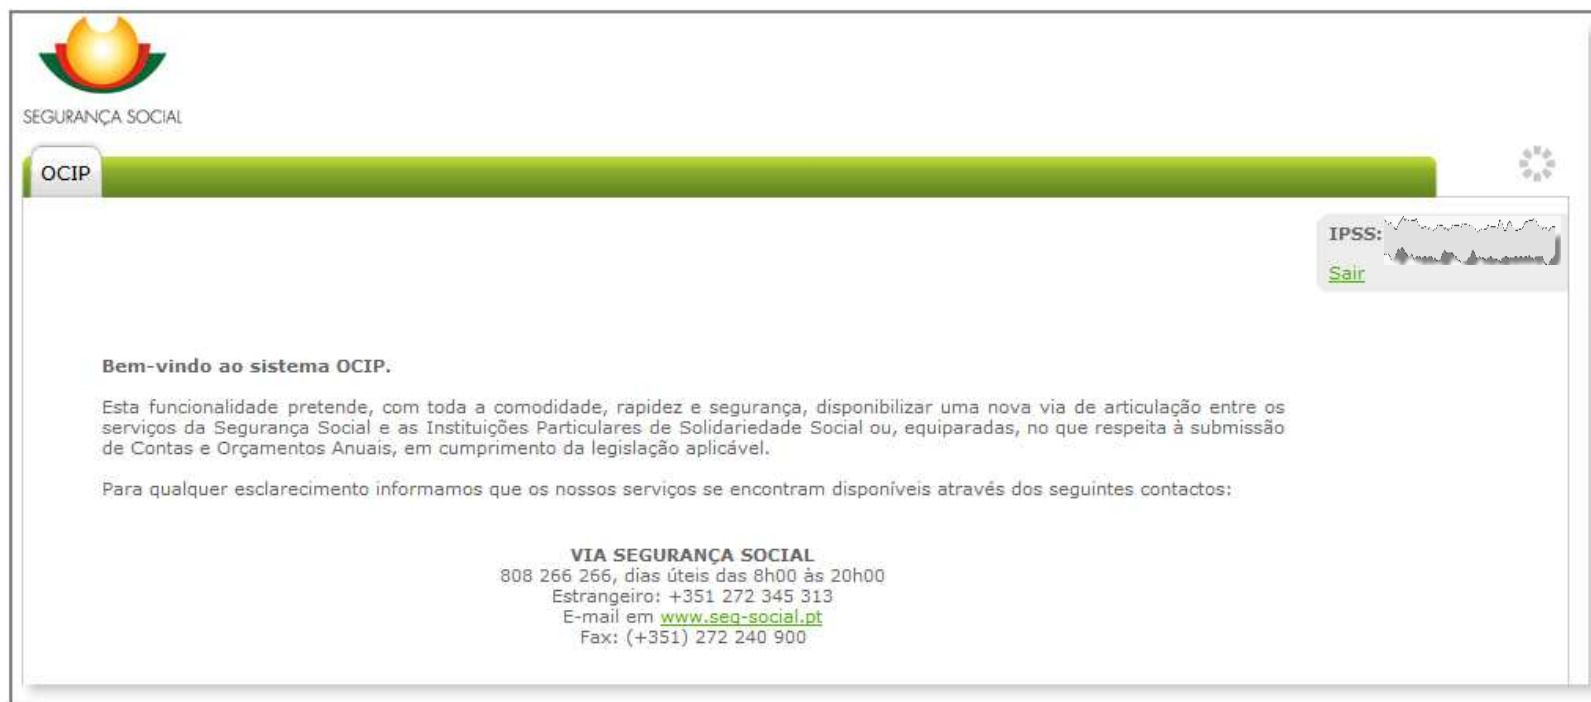 SEGURANÇA SOCIAL
OCIP
IPSS:
Sair
Bem-vindo ao sistema OCIP.
Esta funcionalidade pretende, com toda a comodidade, rapidez e segurança, disponibilizar uma nova via de articulação entre os
serviços da Segurança Social e as Instituições Particulares de Solidariedade Social ou, equiparadas, no que respeita à submissão
de Contas e Orçamentos Anuais, em cumprimento da legislação aplicável.
Para qualquer esclarecimento informamos que os nossos serviços se encontram disponíveis através dos seguintes contactos:
VIA SEGURANÇA SOCIAL
808 266 266, dias úteis das 8h00 às 20h00
Estrangeiro: +351 272 345 313
E-mail em www.seg-social.pt
Fax: (+351) 272 240 900